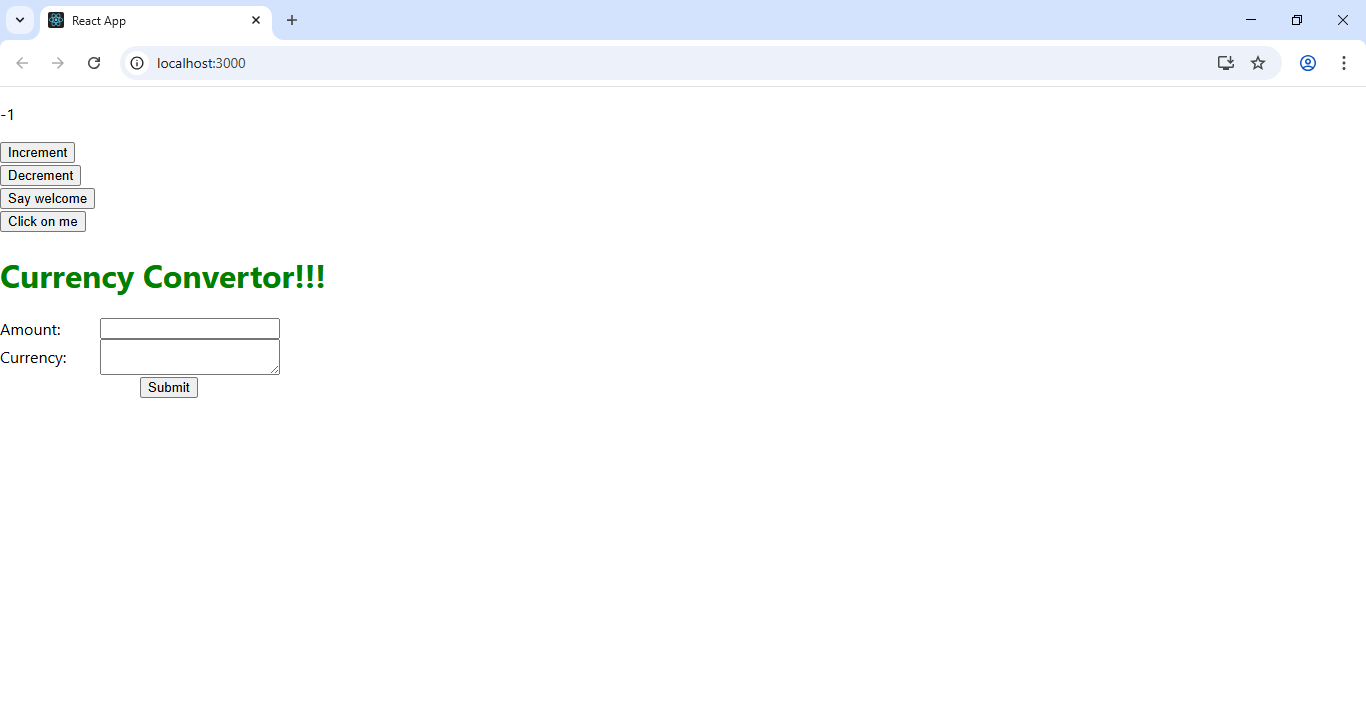 React App
localhost:3000
-1
Increment
Decrement
Say welcome
Click on me
Currency Convertor!!!
Amount:
Currency:
Submit